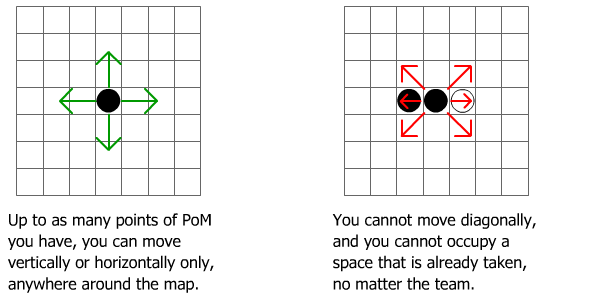 Up to as many points of PoM
you have, you can move
vertically or horizontally only,
anywhere around the map.
You cannot move diagonally,
and you cannot occupy a
space that is already taken,
no matter the team.